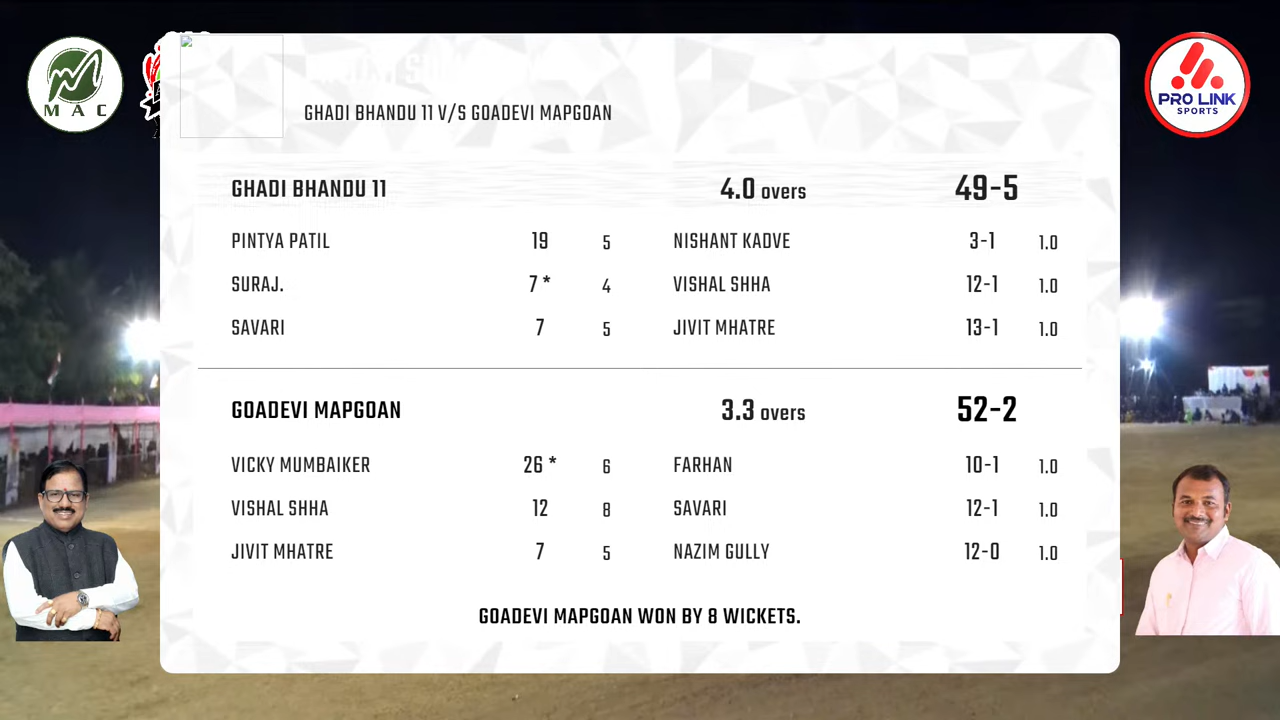 M A C
PRO LINK
SPORTS
GHADI BHANDU 11 V/S GOADEVI MAPGOAN
GHADI BHANDU 11 4.0 overs 49-5
PINTYA PATIL 19 5 NISHANT KADVE 3-1 1.0
SURAJ. 7 * 4 VISHAL SHHA 12-1 1.0
SAVARI 7 5 JIVIT MHATRE 13-1 1.0
GOADEVI MAPGOAN 3.3 overs 52-2
VICKY MUMBAIKER 26 * 6 FARHAN 10-1 1.0
VISHAL SHHA 12 8 SAVARI 12-1 1.0
JIVIT MHATRE 7 5 NAZIM GULLY 12-0 1.0
GOADEVI MAPGOAN WON BY 8 WICKETS.